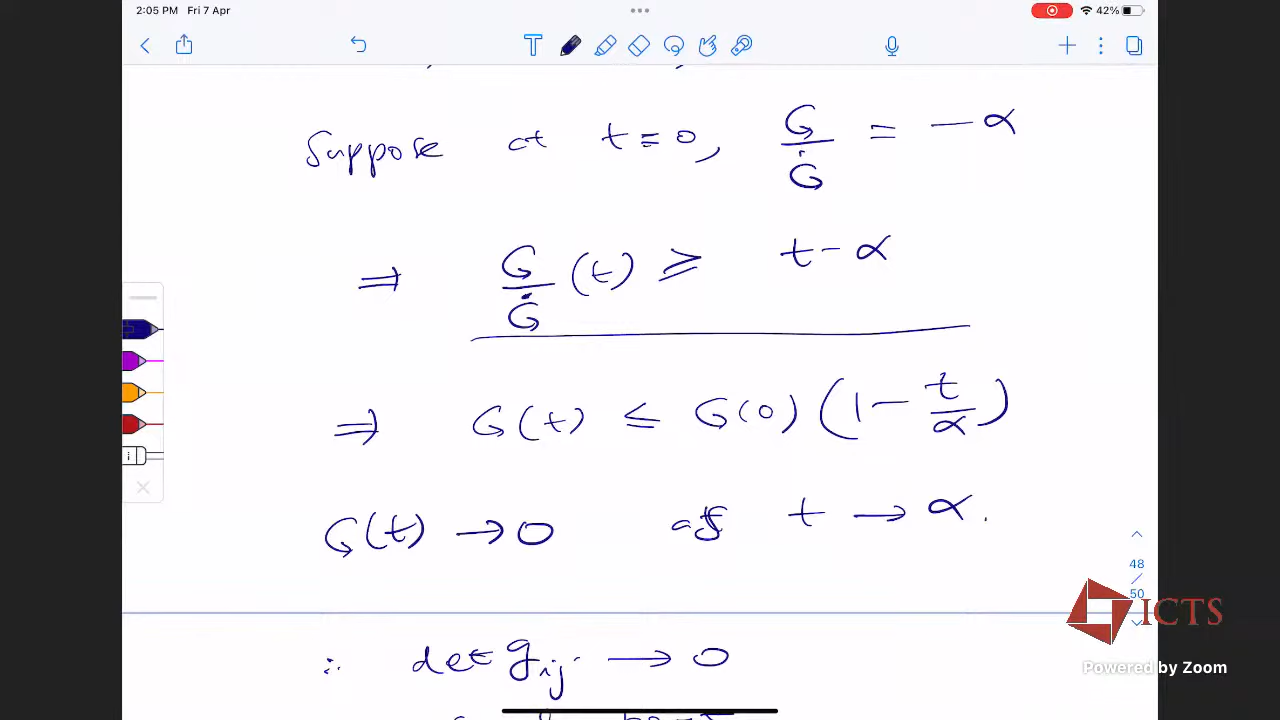 2:05 PM Fri 7 Apr
42%
Suppose at t = 0, G/Ġ = -α
⇒ G/Ġ (t) ≥ t - α
⇒ G(t) ≤ G(0) (1 - t/α)
G(t) → 0 as t → α.
48
/
50
ICTS
∴ det g_ij → 0
Powered by Zoom